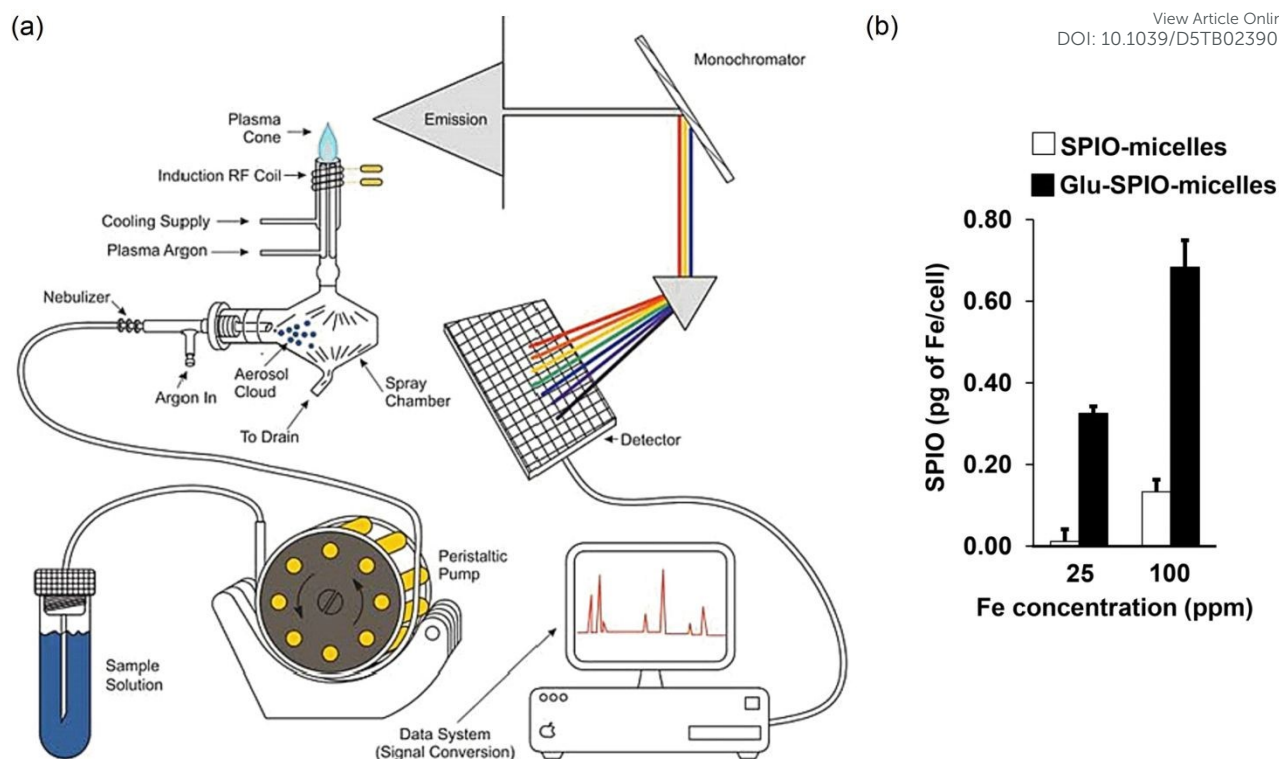 (a)
(b)
View Article Onlin
DOI: 10.1039/D5TB02390
Monochromator
Plasma
Cone
Emission
Induction RF Coil
Cooling Supply
Plasma Argon
Nebulizer
Argon In
Aerosol
Cloud
Spray
Chamber
To Drain
Detector
Peristaltic
Pump
Sample
Solution
Data System
(Signal Conversion)
SPIO-micelles
Glu-SPIO-micelles
SPIO (pg of Fe/cell)
0.80
0.60
0.40
0.20
0.00
25 100
Fe concentration (ppm)